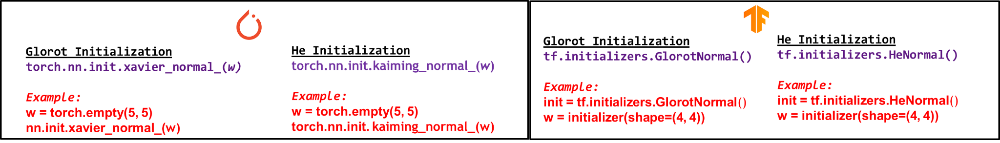 Glorot Initialization
torch.nn.init.xavier_normal_(w)
Example:
w = torch.empty(5, 5)
nn.init.xavier_normal_(w)
He Initialization
torch.nn.init.kaiming_normal_(w)
Example:
w = torch.empty(5, 5)
torch.nn.init. kaiming_normal_(w)
Glorot Initialization
tf.initializers.GlorotNormal()
Example:
init = tf.initializers.GlorotNormal()
w = initializer(shape=(4, 4))
He Initialization
tf.initializers.HeNormal()
Example:
init = tf.initializers.HeNormal()
w = initializer(shape=(4, 4))